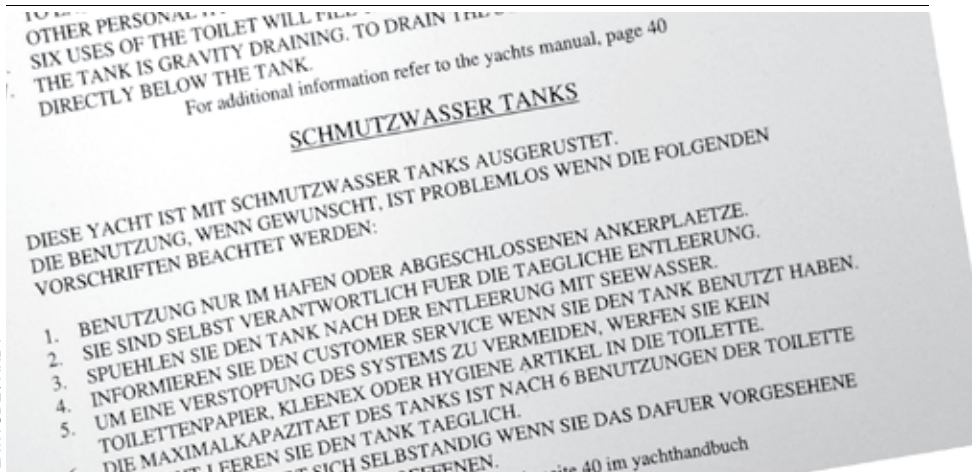 OTHER PERSONAL
SIX USES OF THE TOILET WILL FILL
THE TANK IS GRAVITY DRAINING. TO DRAIN THE
DIRECTLY BELOW THE TANK.
For additional information refer to the yachts manual, page 40
SCHMUTZWASSER TANKS
DIESE YACHT IST MIT SCHMUTZWASSER TANKS AUSGERUSTET.
DIE BENUTZUNG, WENN GEWUNSCHT, IST PROBLEMLOS WENN DIE FOLGENDEN
VORSCHRIFTEN BEACHTET WERDEN:
1. BENUTZUNG NUR IM HAFEN ODER ABGESCHLOSSENEN ANKERPLAETZE.
2. SIE SIND SELBST VERANTWORTLICH FUER DIE TAEGLICHE ENTLEERUNG.
3. SPUEHLEN SIE DEN TANK NACH DER ENTLEERUNG MIT SEEWASSER.
4. INFORMIEREN SIE DEN CUSTOMER SERVICE WENN SIE DEN TANK BENUTZT HABEN.
5. UM EINE VERSTOPFUNG DES SYSTEMS ZU VERMEIDEN, WERFEN SIE KEIN
TOILETTENPAPIER, KLEENEX ODER HYGIENE ARTIKEL IN DIE TOILETTE.
DIE MAXIMALKAPAZITAET DES TANKS IST NACH 6 BENUTZUNGEN DER TOILETTE
LEEREN SIE DEN TANK TAEGLICH.
SICH SELBSTANDIG WENN SIE DAS DAFUER VORGESEHENE
40 im yachthandbuch